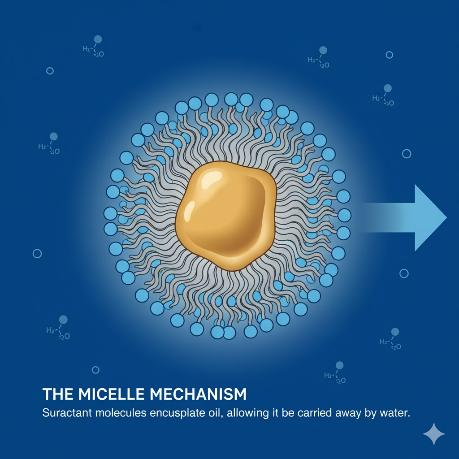 THE MICELLE MECHANISM
Suractant molecules encusplate oil, allowing it be carried away by water.